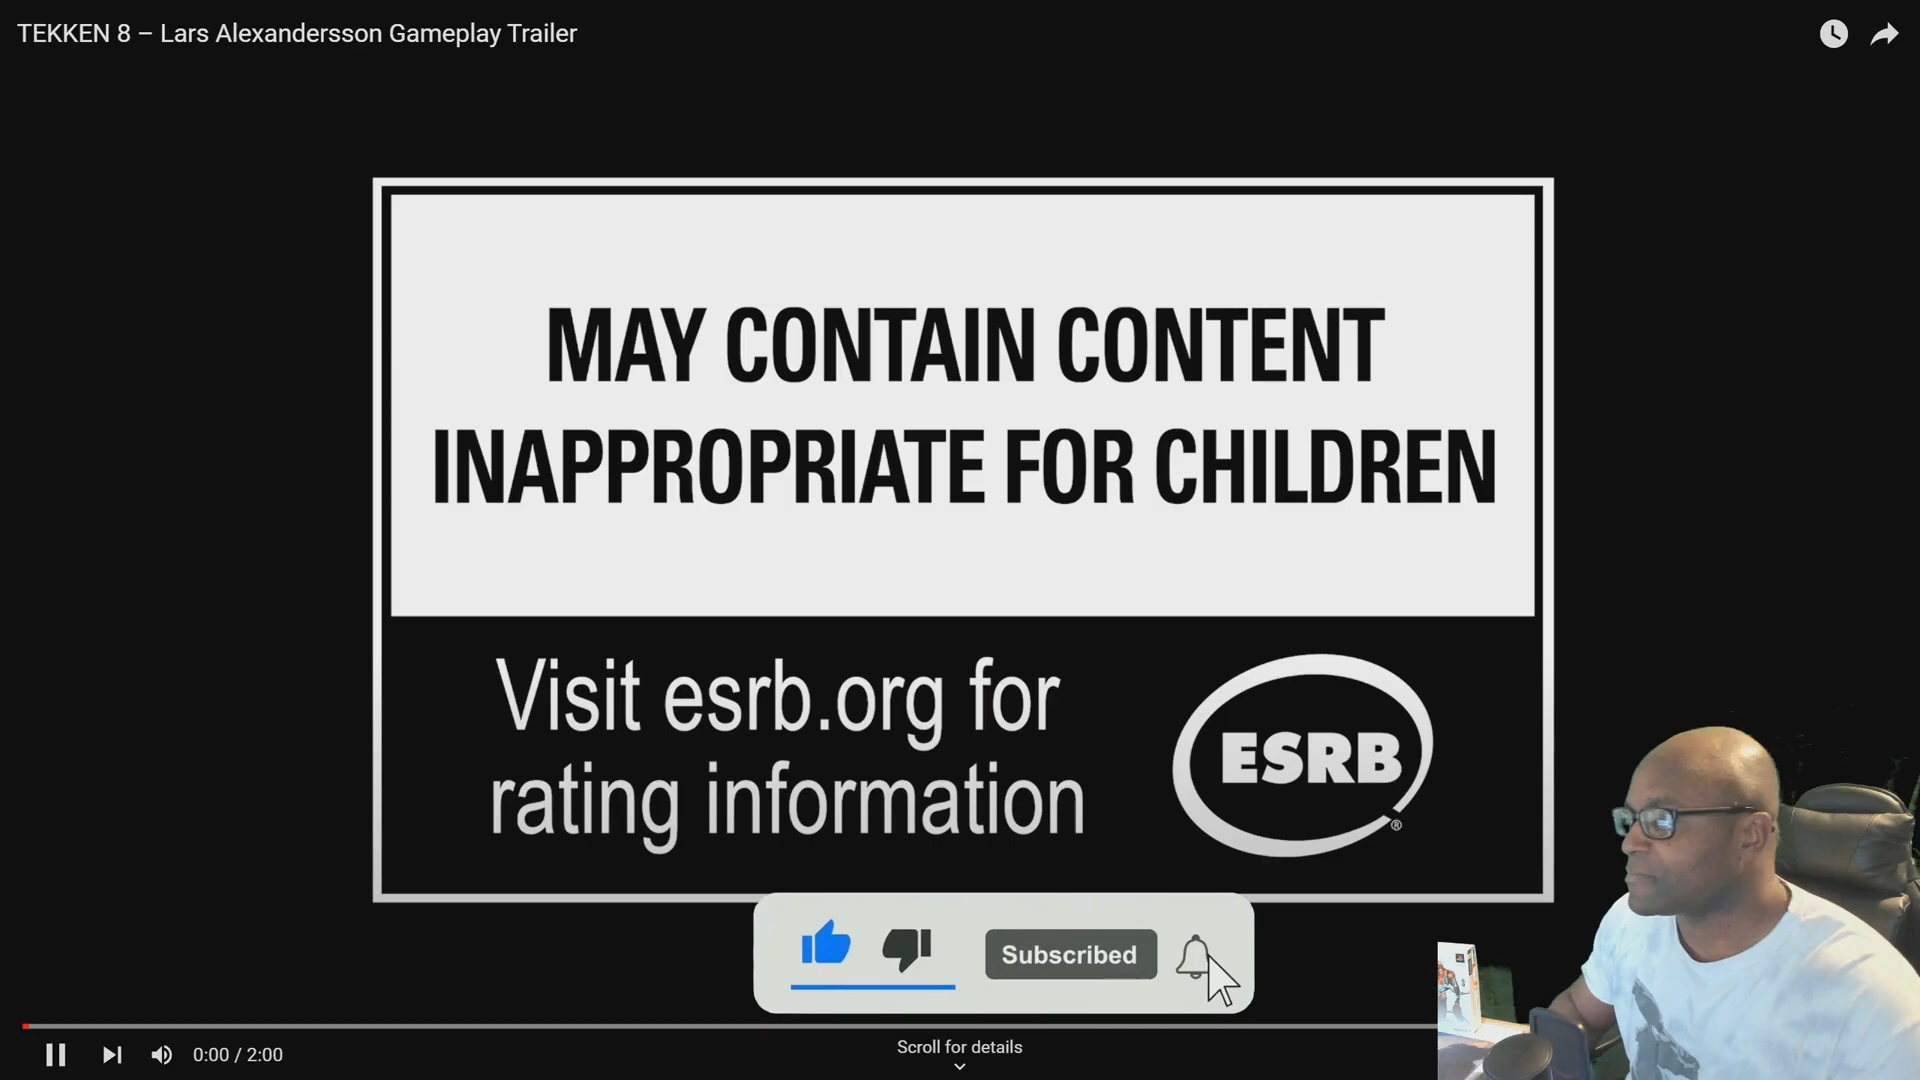 TEKKEN 8 – Lars Alexandersson Gameplay Trailer
MAY CONTAIN CONTENT
INAPPROPRIATE FOR CHILDREN
Visit esrb.org for
rating information
ESRB
®
Subscribed
0:00 / 2:00
Scroll for details